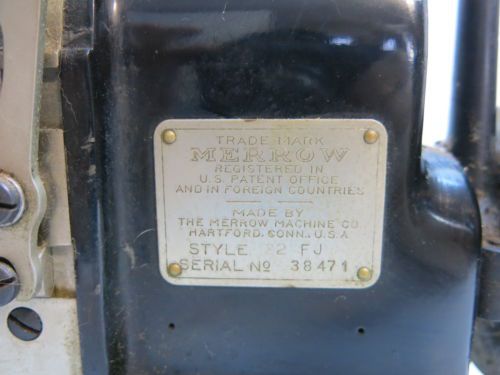 TRADE MARK
MERROW
REGISTERED IN
U.S. PATENT OFFICE
AND IN FOREIGN COUNTRIES
MADE BY
THE MERROW MACHINE CO.
HARTFORD, CONN., U.S.A.
STYLE 22 FJ
SERIAL NO 38471